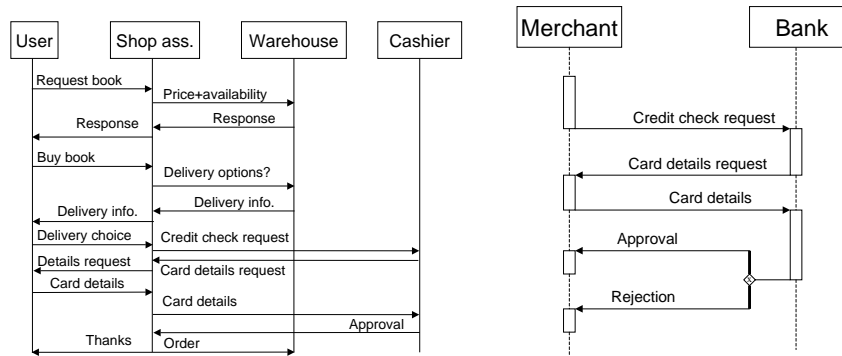 User
Shop ass.
Warehouse
Cashier
Request book
Price+availability
Response
Response
Buy book
Delivery options?
Delivery info.
Delivery info.
Delivery choice
Credit check request
Details request
Card details request
Card details
Card details
Approval
Thanks
Order
Merchant
Bank
Credit check request
Card details request
Card details
Approval
x
Rejection